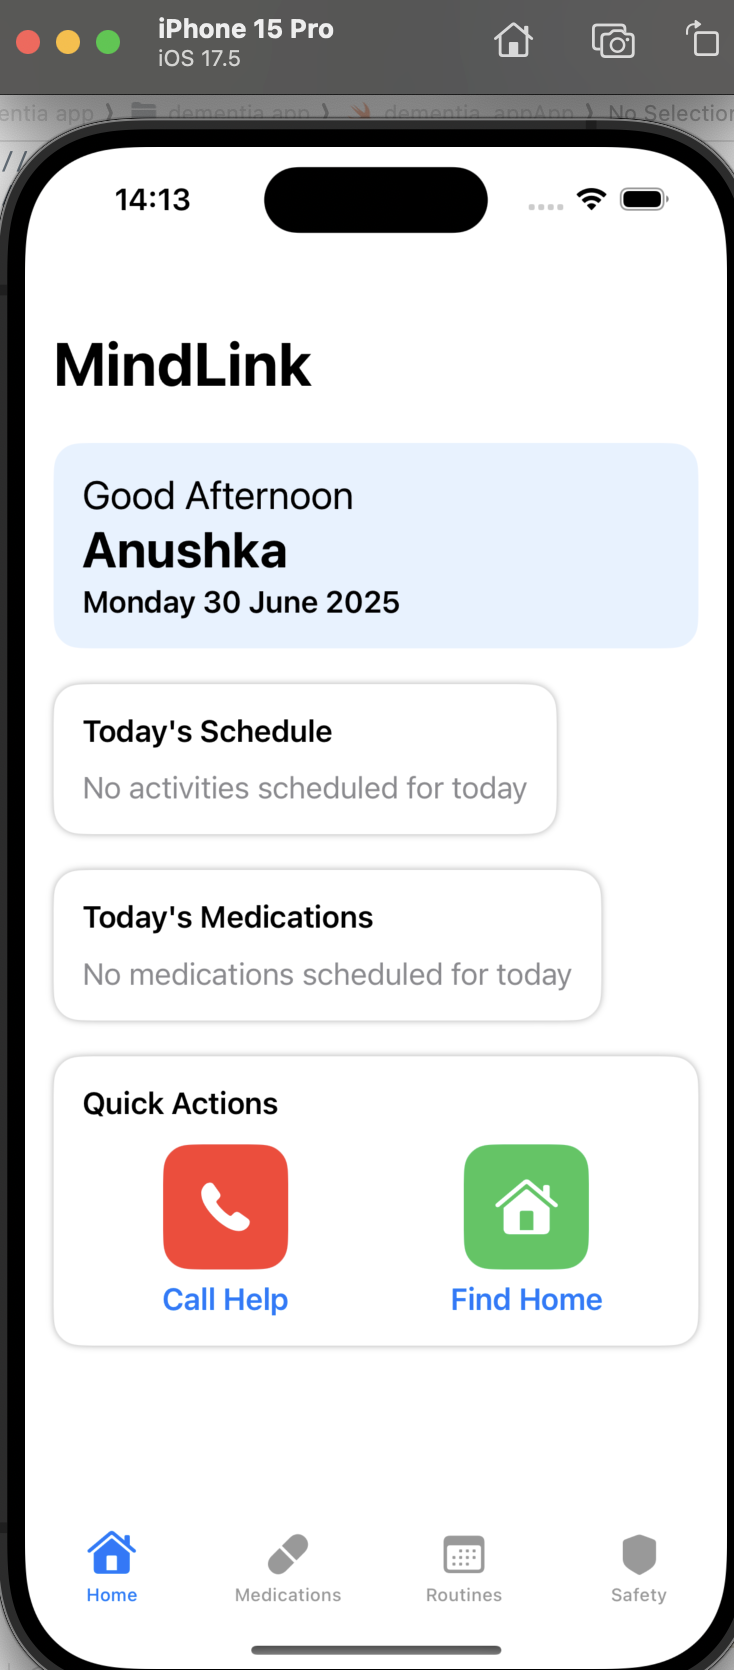 iPhone 15 Pro
iOS 17.5
entia app 〉 dementia app 〉 dementia_appApp 〉 No Selection
//
14:13
MindLink
Good Afternoon
Anushka
Monday 30 June 2025
Today's Schedule
No activities scheduled for today
Today's Medications
No medications scheduled for today
Quick Actions
Call Help
Find Home
Home
Medications
Routines
Safety